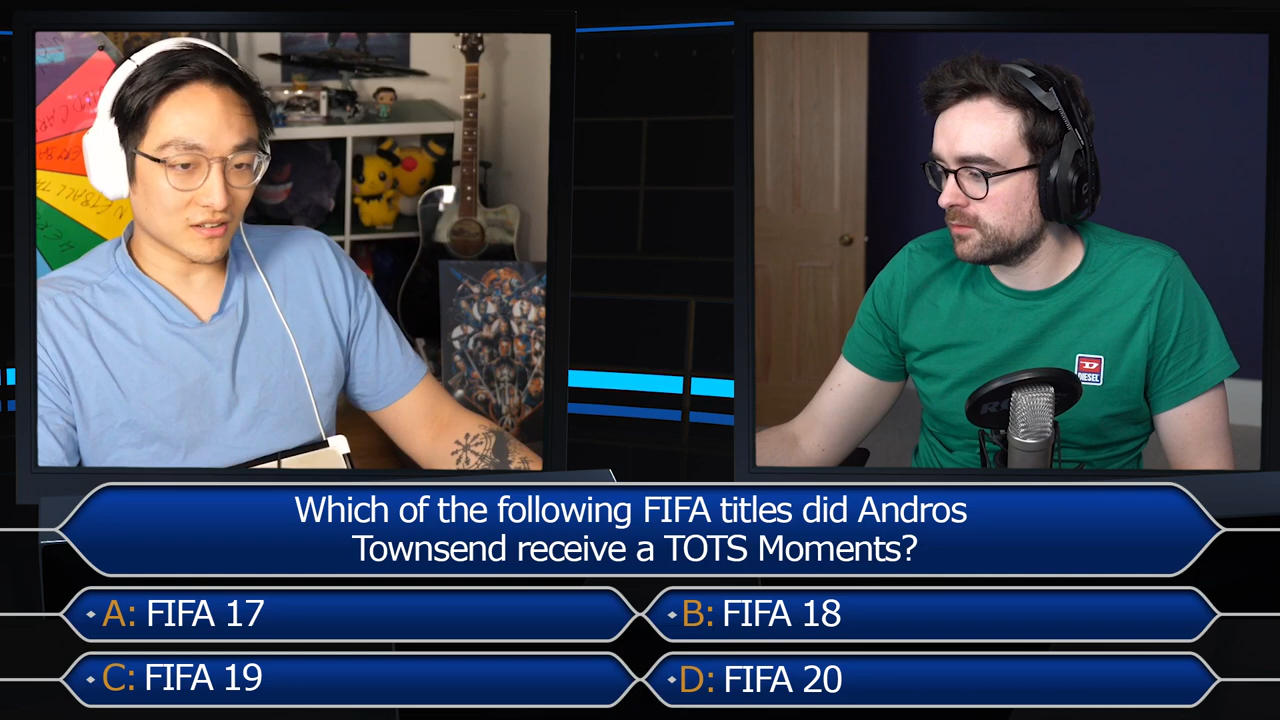 DIESEL
Which of the following FIFA titles did Andros
Townsend receive a TOTS Moments?
A: FIFA 17
B: FIFA 18
C: FIFA 19
D: FIFA 20